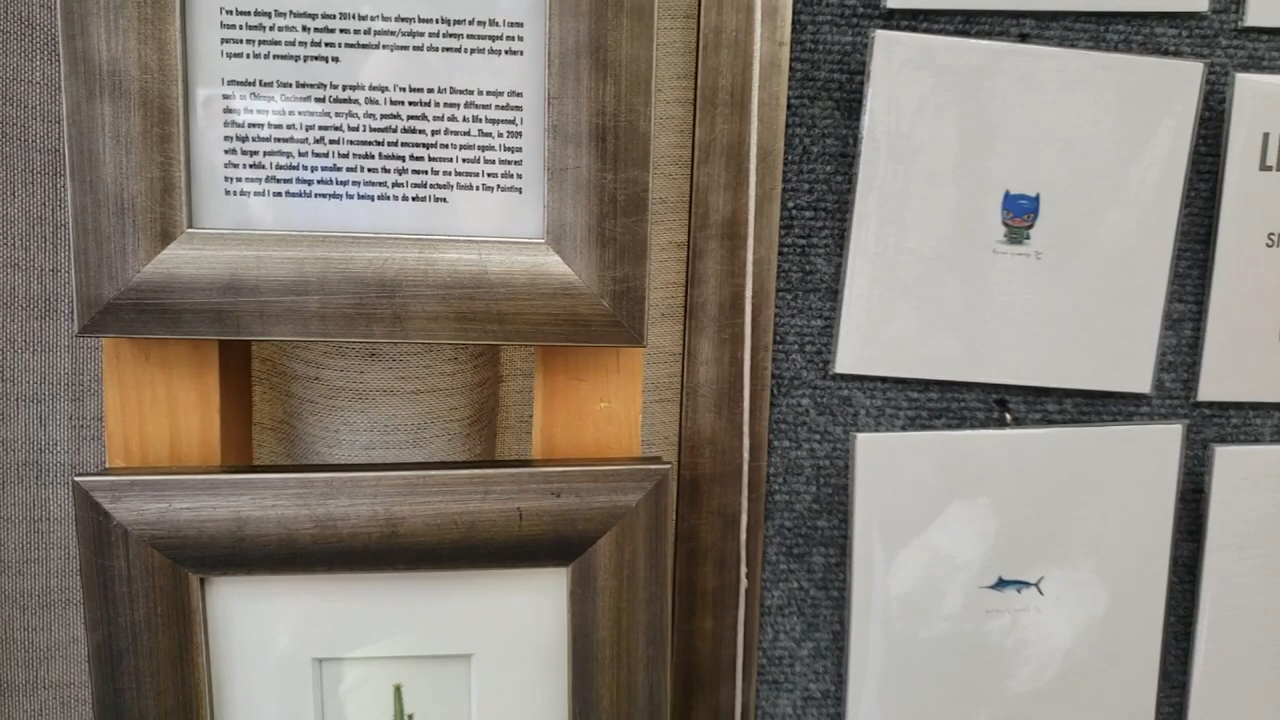 I've been doing Tiny Paintings since 2014 but art has always been a big part of my life. I come
from a family of artists. My mother was an oil painter/sculptor and always encouraged me to
pursue my passion and my dad was a mechanical engineer and also owned a print shop where
I spent a lot of evenings growing up.
I attended Kent State University for graphic design. I've been an Art Director in major cities
such as Chicago, Cincinnati and Columbus, Ohio. I have worked in many different mediums
along the way such as watercolor, acrylics, clay, pastels, pencils, and oils. As life happened, I
drifted away from art. I got married, had 3 beautiful children, got divorced...Then, in 2009
my high school sweetheart, Jeff, and I reconnected and encuoraged me to paint again. I began
with larger paintings, but found I had trouble finishing them because I would lose interest
after a while. I decided to go smaller and it was the right move for me because I was able to
try so many different things which kept my interest, plus I could actually finish a Tiny Painting
in a day and I am thankful everyday for being able to do what I love.